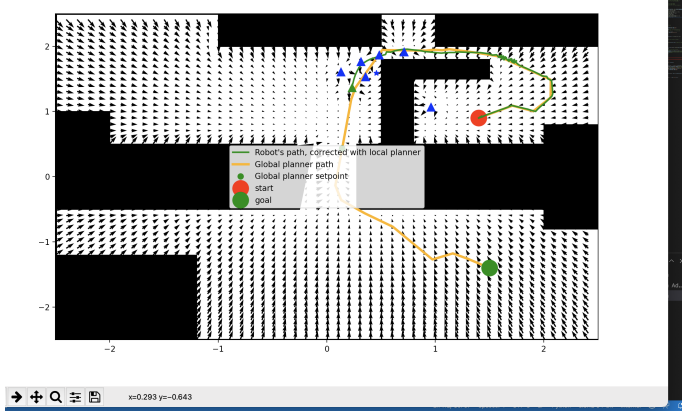 2
1
0
−1
−2
Robot's path, corrected with local planner
Global planner path
Global planner setpoint
start
goal
−2 −1 0 1 2
x=0.293 y=−0.643